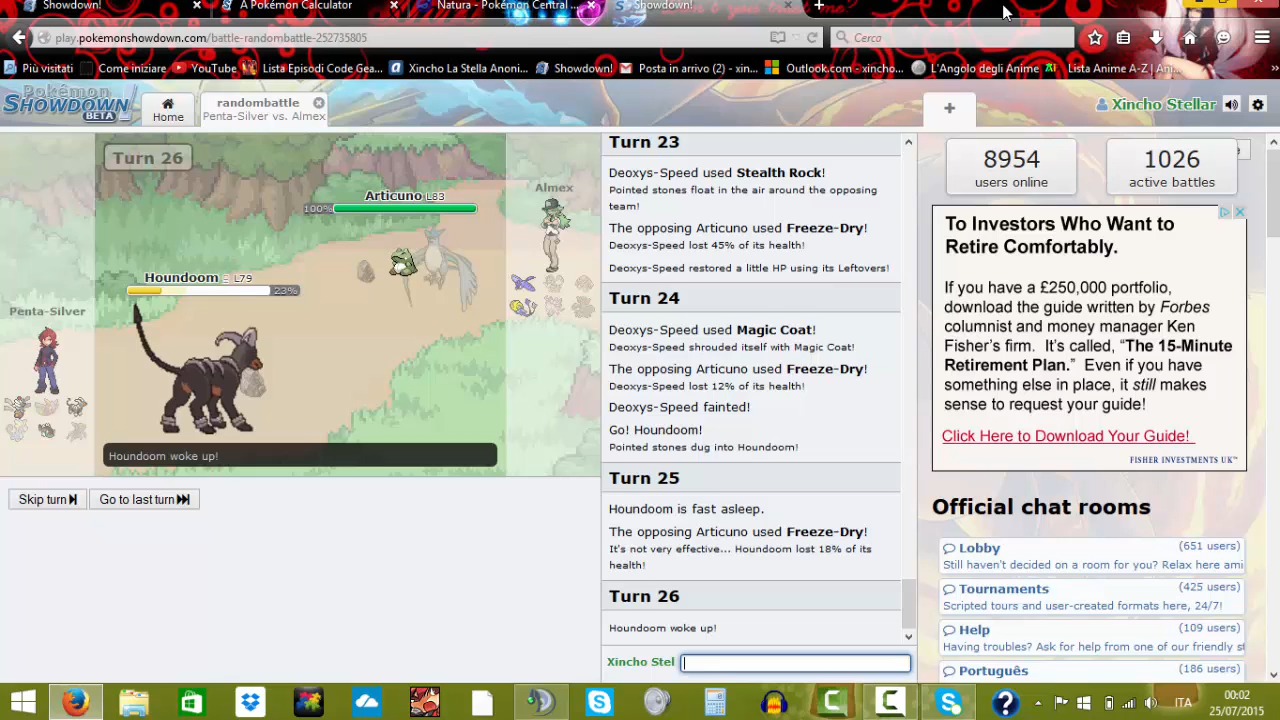 Showdown!
A Pokémon Calculator
Natura - Pokémon Central ...
Showdown!
play.pokemonshowdown.com/battle-randombattle-252735805
Cerca
Più visitati
Come iniziare
YouTube
Lista Episodi Code Gea...
Xincho La Stella Anoni...
Showdown!
Posta in arrivo (2) - xin...
Outlook.com - xincho...
L'Angolo degli Anime
Lista Anime A-Z | Ani...
Pokémon
Showdown!
BETA
Home
randombattle
Penta-Silver vs. Almex
Xincho Stellar
Turn 26
Articuno L83
100%
Almex
Houndoom L79
23%
Penta-Silver
Houndoom woke up!
Skip turn
Go to last turn
Turn 23
Deoxys-Speed used Stealth Rock!
Pointed stones float in the air around the opposing
team!
The opposing Articuno used Freeze-Dry!
Deoxys-Speed lost 45% of its health!
Deoxys-Speed restored a little HP using its Leftovers!
Turn 24
Deoxys-Speed used Magic Coat!
Deoxys-Speed shrouded itself with Magic Coat!
The opposing Articuno used Freeze-Dry!
Deoxys-Speed lost 12% of its health!
Deoxys-Speed fainted!
Go! Houndoom!
Pointed stones dug into Houndoom!
Turn 25
Houndoom is fast asleep.
The opposing Articuno used Freeze-Dry!
It's not very effective... Houndoom lost 18% of its
health!
Turn 26
Houndoom woke up!
Xincho Stel
8954
users online
1026
active battles
To Investors Who Want to
Retire Comfortably.
If you have a £250,000 portfolio,
download the guide written by Forbes
columnist and money manager Ken
Fisher's firm. It's called, “The 15-Minute
Retirement Plan.” Even if you have
something else in place, it still makes
sense to request your guide!
Click Here to Download Your Guide!
FISHER INVESTMENTS UK™
Official chat rooms
Lobby (651 users)
Still haven't decided on a room for you? Relax here ami
Tournaments (425 users)
Scripted tours and user-created formats here, 24/7!
Help (109 users)
Having troubles? Ask for help from one of our friendly st
Português (186 users)
ITA
00:02
25/07/2015